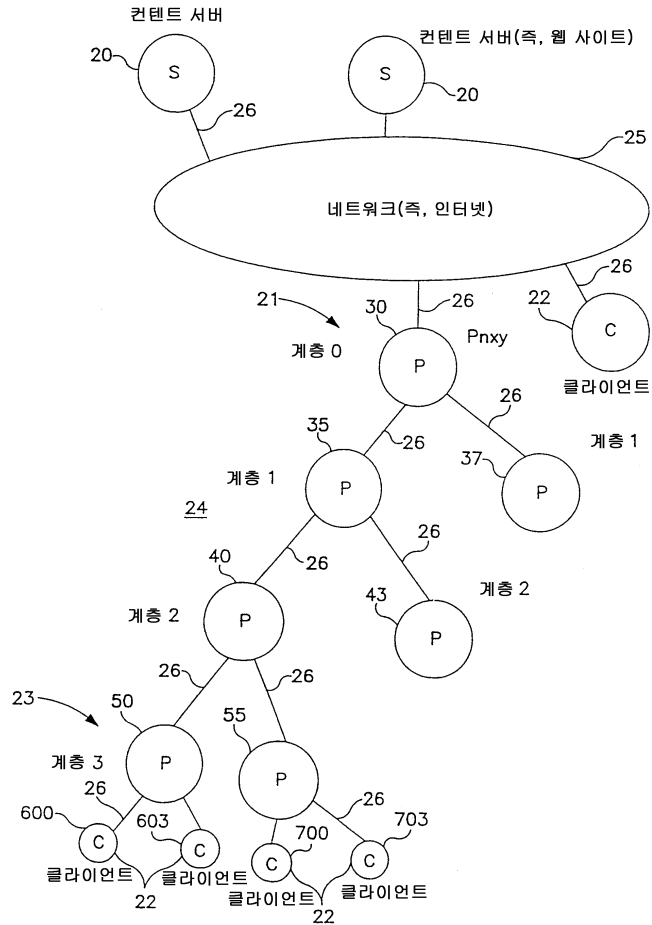 컨텐트 서버
컨텐트 서버(즉, 웹 사이트)
20
S
S
20
26
25
네트워크(즉, 인터넷)
21
30
26
26
22
C
계층 0
P
Pnxy
클라이언트
35
26
26
계층 1
계층 1
37
P
P
24
26
26
40
43
계층 2
계층 2
P
P
26
26
23
50
55
계층 3
P
P
26
26
600
603
700
703
C
C
C
C
클라이언트
클라이언트
클라이언트
클라이언트
22
22